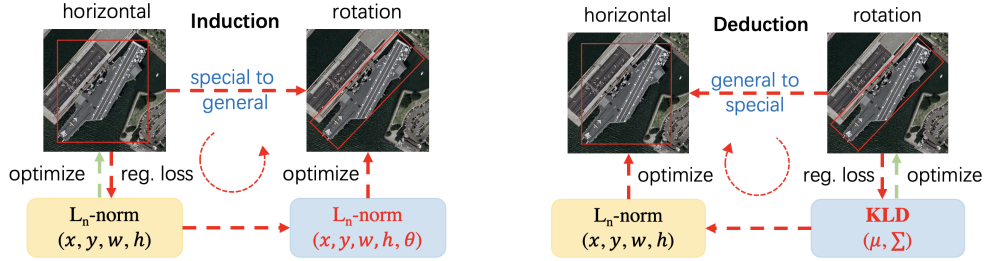 horizontal
Induction
rotation
special to
general
optimize
reg. loss
optimize
Lₙ-norm
(x, y, w, h)
Lₙ-norm
(x, y, w, h, θ)
horizontal
Deduction
rotation
general to
special
optimize
reg. loss
optimize
Lₙ-norm
(x, y, w, h)
KLD
(μ, ∑)